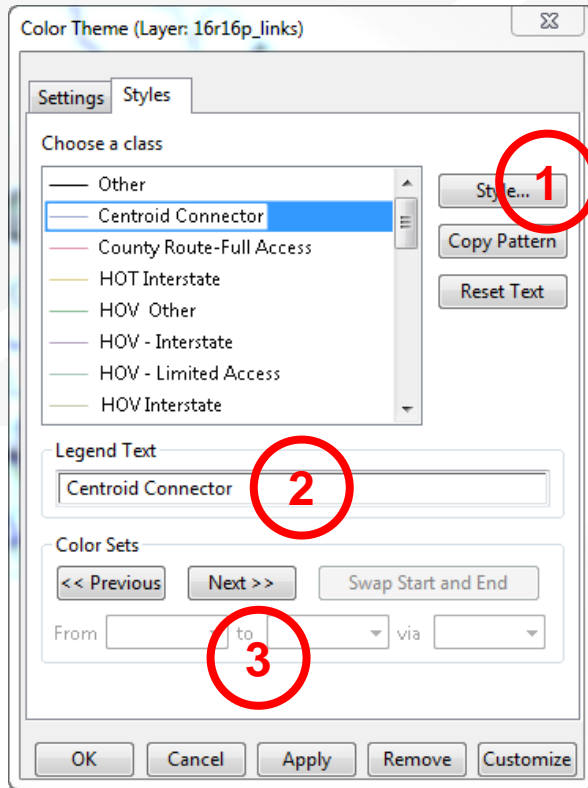 Color Theme (Layer: 16r16p_links)
Settings Styles
Choose a class
Other
Centroid Connector
County Route-Full Access
HOT Interstate
HOV Other
HOV - Interstate
HOV - Limited Access
HOV Interstate
Style...
1
Copy Pattern
Reset Text
Legend Text
Centroid Connector
2
Color Sets
<< Previous Next >> Swap Start and End
From to via
3
OK Cancel Apply Remove Customize